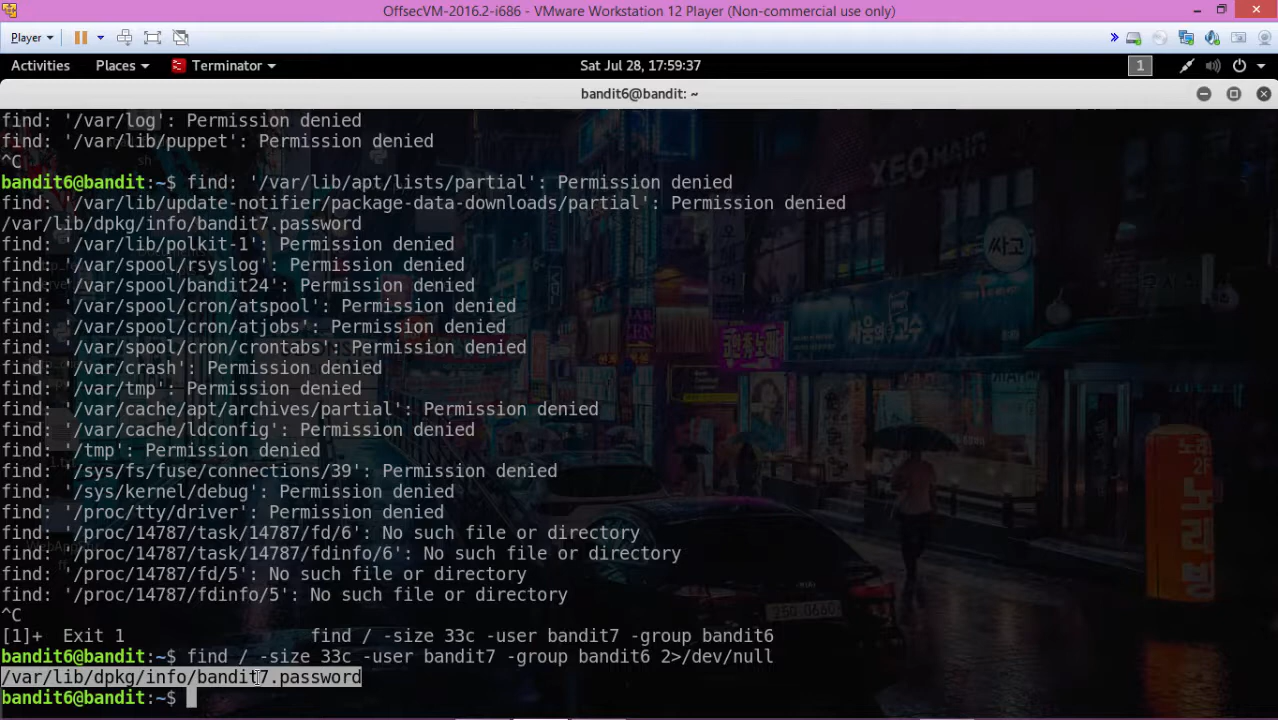 OffsecVM-2016.2-i686 - VMware Workstation 12 Player (Non-commercial use only)
Player
Activities Places Terminator Sat Jul 28, 17:59:37 1
bandit6@bandit: ~
find: '/var/log': Permission denied
find: '/var/lib/puppet': Permission denied
^C
bandit6@bandit:~$ find: '/var/lib/apt/lists/partial': Permission denied
find: '/var/lib/update-notifier/package-data-downloads/partial': Permission denied
/var/lib/dpkg/info/bandit7.password
find: '/var/lib/polkit-1': Permission denied
find: '/var/spool/rsyslog': Permission denied
find: '/var/spool/bandit24': Permission denied
find: '/var/spool/cron/atspool': Permission denied
find: '/var/spool/cron/atjobs': Permission denied
find: '/var/spool/cron/crontabs': Permission denied
find: '/var/crash': Permission denied
find: '/var/tmp': Permission denied
find: '/var/cache/apt/archives/partial': Permission denied
find: '/var/cache/ldconfig': Permission denied
find: '/tmp': Permission denied
find: '/sys/fs/fuse/connections/39': Permission denied
find: '/sys/kernel/debug': Permission denied
find: '/proc/tty/driver': Permission denied
find: '/proc/14787/task/14787/fd/6': No such file or directory
find: '/proc/14787/task/14787/fdinfo/6': No such file or directory
find: '/proc/14787/fd/5': No such file or directory
find: '/proc/14787/fdinfo/5': No such file or directory
^C
[1]+  Exit 1                  find / -size 33c -user bandit7 -group bandit6
bandit6@bandit:~$ find / -size 33c -user bandit7 -group bandit6 2>/dev/null
/var/lib/dpkg/info/bandit7.password
bandit6@bandit:~$
XEO HAIR
싸고
싸움의 고수